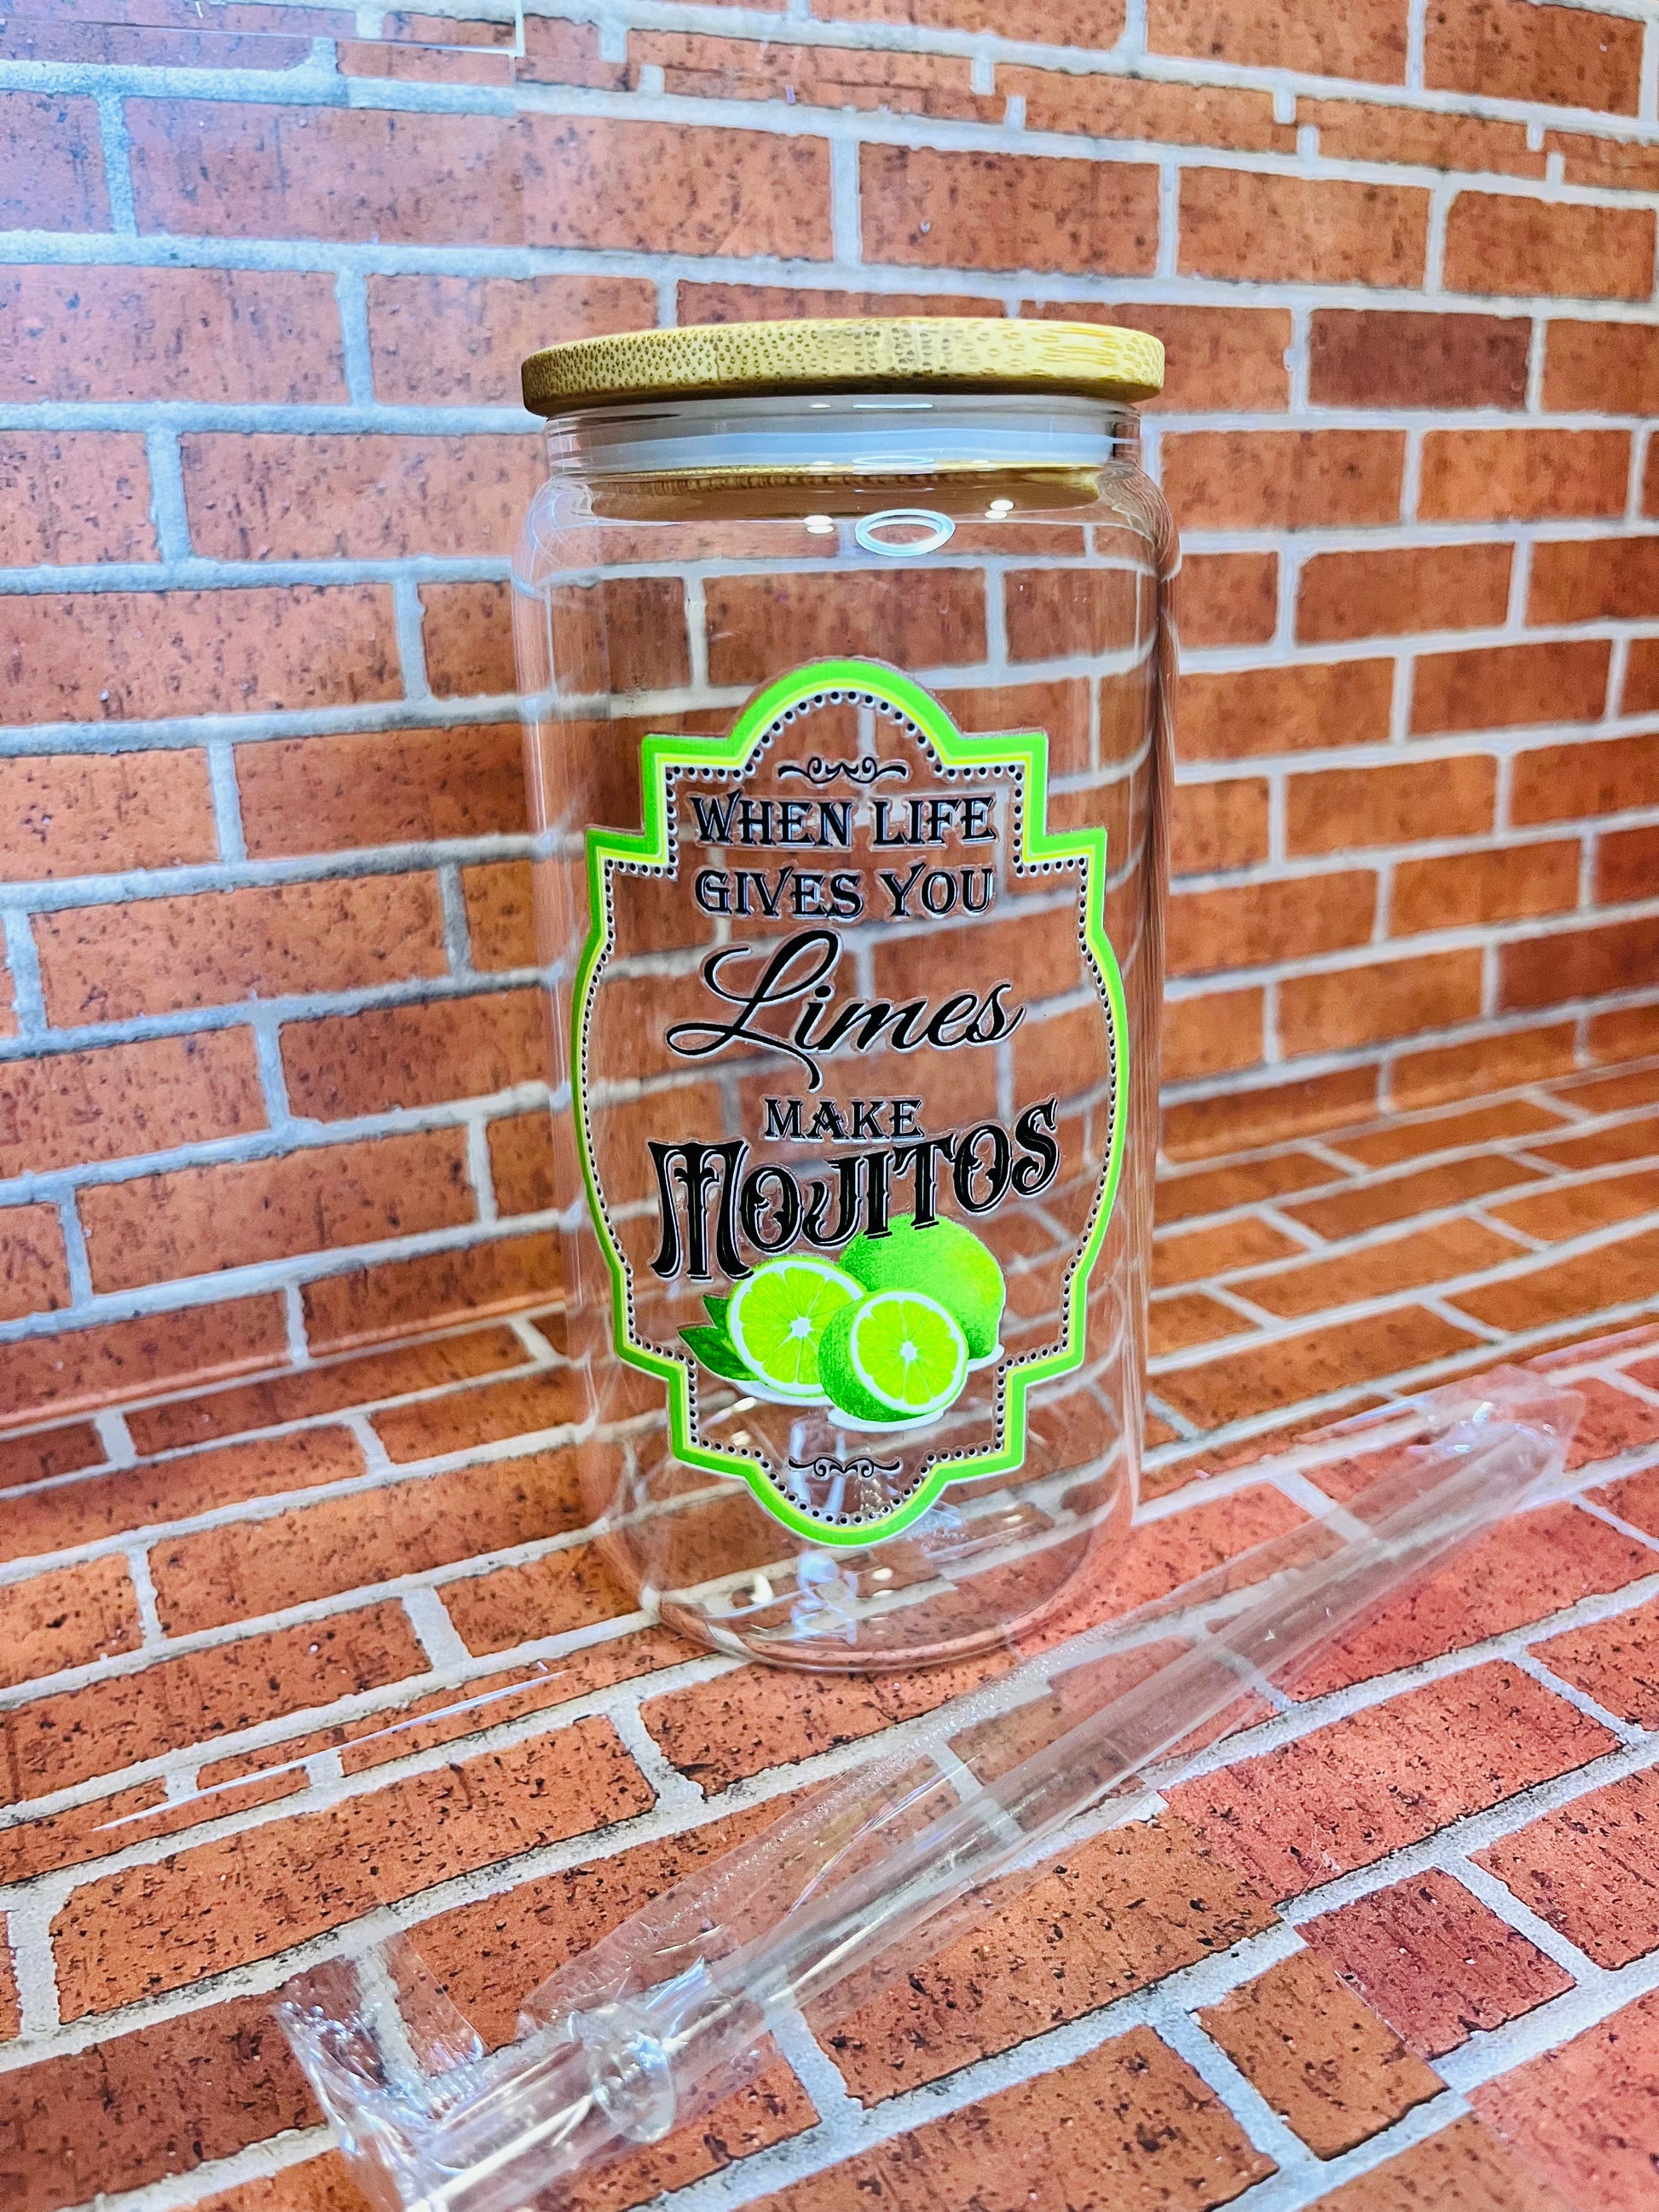 WHEN LIFE
GIVES YOU
Limes
MAKE
MOJITOS